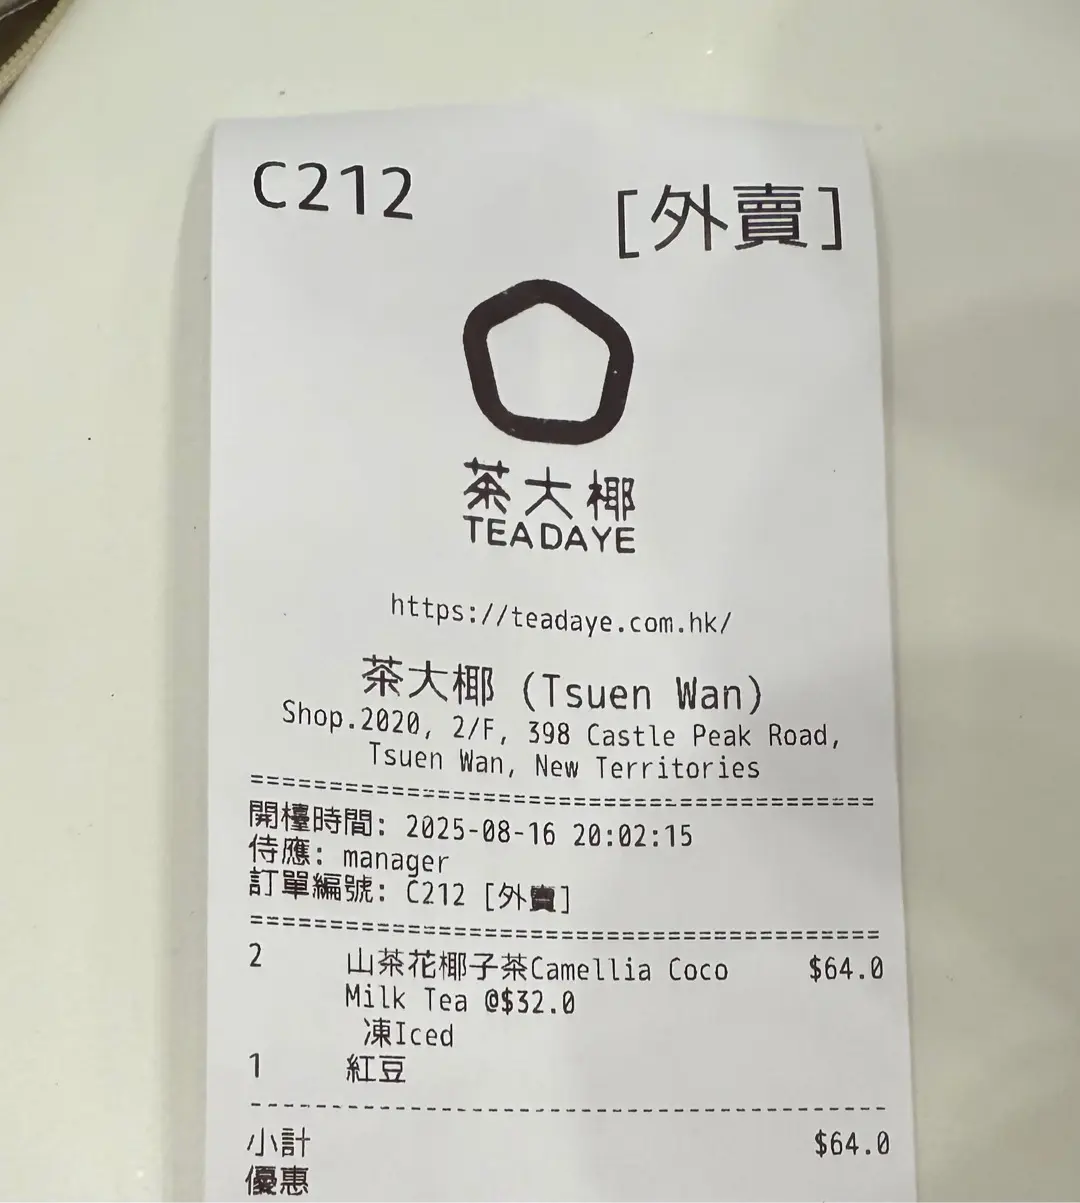 C212
[外賣]
茶大椰
TEADAYE
https://teadaye.com.hk/
茶大椰 (Tsuen Wan)
Shop.2020, 2/F, 398 Castle Peak Road,
Tsuen Wan, New Territories
========================================
開檯時間: 2025-08-16 20:02:15
侍應: manager
訂單編號: C212 [外賣]
========================================
2 山茶花椰子茶Camellia Coco $64.0
Milk Tea @$32.0
凍Iced
1 紅豆
----------------------------------------
小計 $64.0
優惠